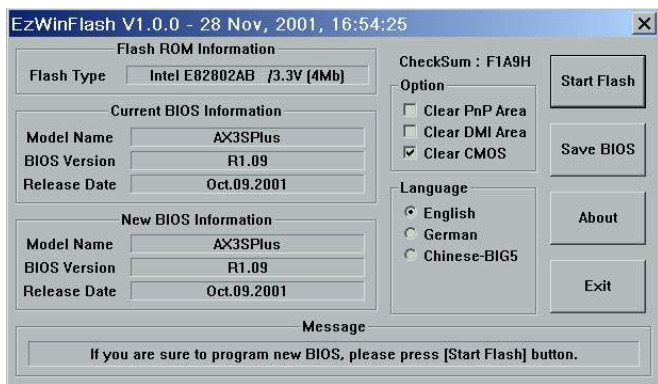 EzWinFlash V1.0.0 - 28 Nov, 2001, 16:54:25
Flash ROM Information
Flash Type Intel E82802AB /3.3V (4Mb)
Current BIOS Information
Model Name AX3SPlus
BIOS Version R1.09
Release Date Oct.09.2001
New BIOS Information
Model Name AX3SPlus
BIOS Version R1.09
Release Date Oct.09.2001
CheckSum : F1A9H
Option
Clear PnP Area
Clear DMI Area
Clear CMOS
Language
English
German
Chinese-BIG5
Start Flash
Save BIOS
About
Exit
Message
If you are sure to program new BIOS, please press [Start Flash] button.